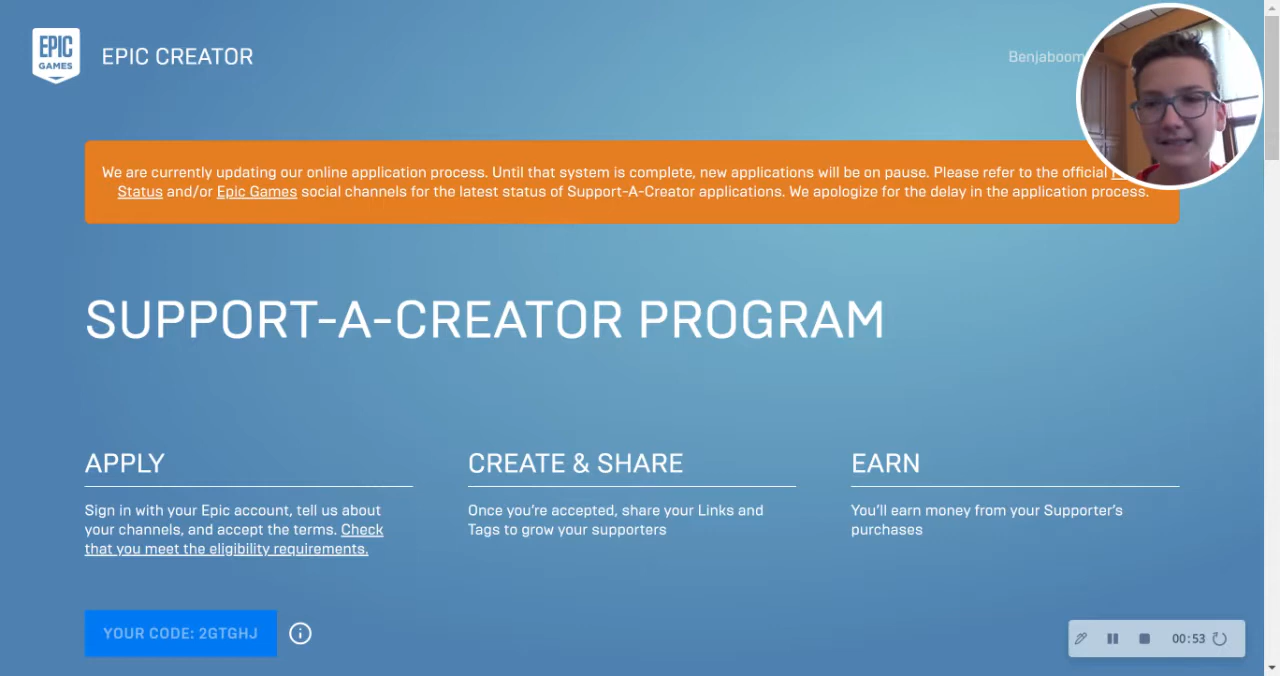 EPIC
GAMES
EPIC CREATOR
Benjaboom
We are currently updating our online application process. Until that system is complete, new applications will be on pause. Please refer to the official
Status and/or Epic Games social channels for the latest status of Support-A-Creator applications. We apologize for the delay in the application process.
SUPPORT-A-CREATOR PROGRAM
APPLY
Sign in with your Epic account, tell us about
your channels, and accept the terms. Check
that you meet the eligibility requirements.
CREATE & SHARE
Once you're accepted, share your Links and
Tags to grow your supporters
EARN
You'll earn money from your Supporter's
purchases
YOUR CODE: 2GTGHJ
00:53